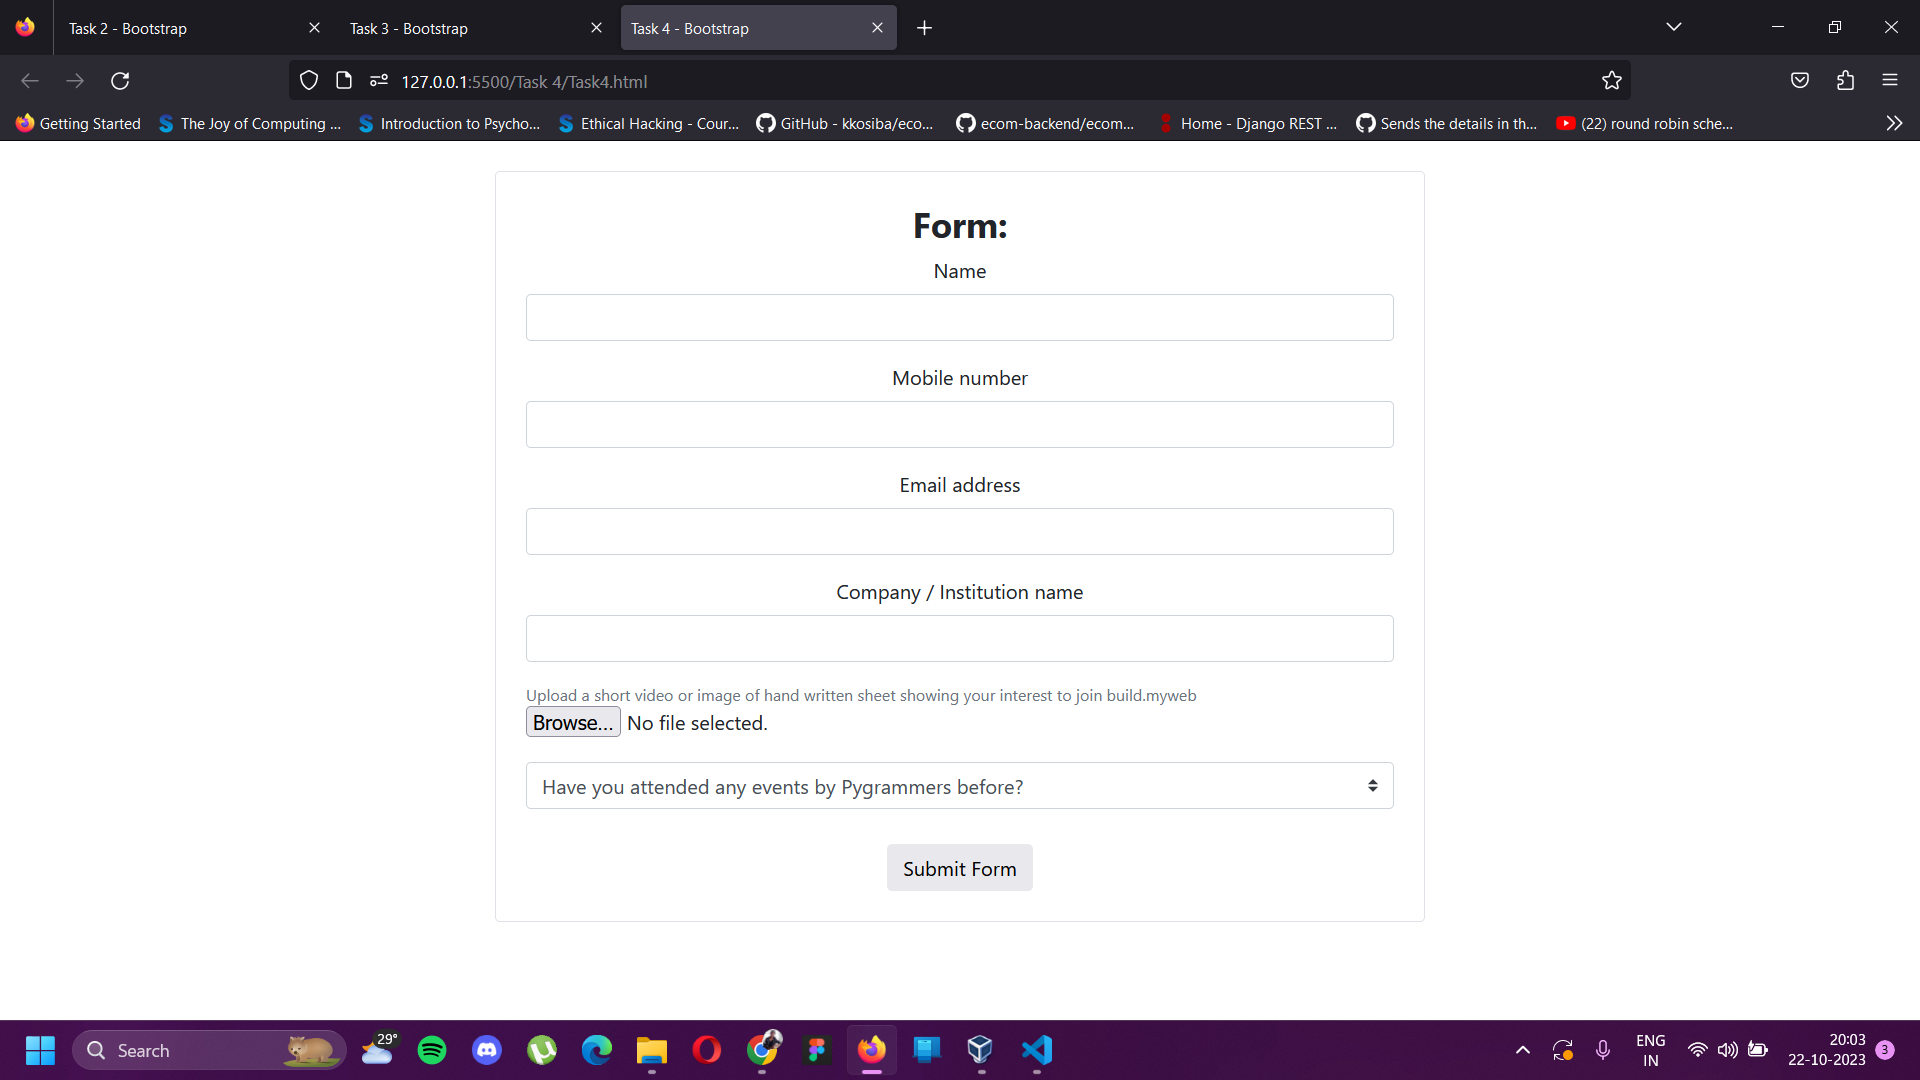 Task 2 - Bootstrap
Task 3 - Bootstrap
Task 4 - Bootstrap
127.0.0.1:5500/Task 4/Task4.html
Getting Started
The Joy of Computing ...
Introduction to Psycho...
Ethical Hacking - Cour...
GitHub - kkosiba/eco...
ecom-backend/ecom...
Home - Django REST ...
Sends the details in th...
(22) round robin sche...
Form:
Name
Mobile number
Email address
Company / Institution name
Upload a short video or image of hand written sheet showing your interest to join build.myweb
Browse... No file selected.
Have you attended any events by Pygrammers before?
Submit Form
Search
29°
ENG
IN
20:03
22-10-2023
3